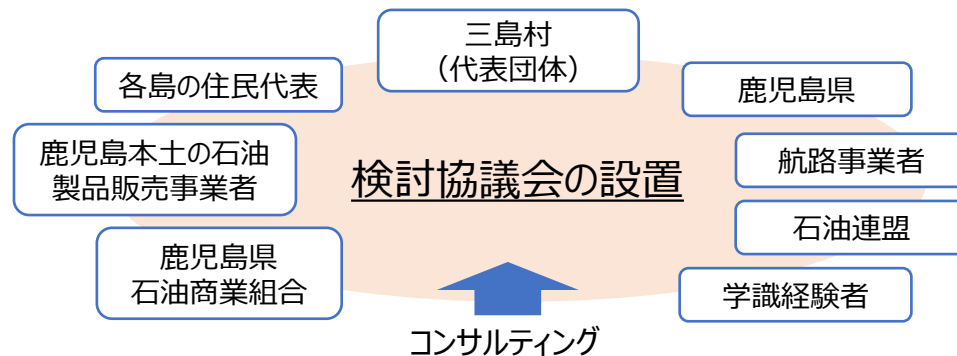 三島村
（代表団体）
各島の住民代表
鹿児島県
鹿児島本土の石油
製品販売事業者
航路事業者
検討協議会の設置
石油連盟
鹿児島県
石油商業組合
学識経験者
コンサルティング